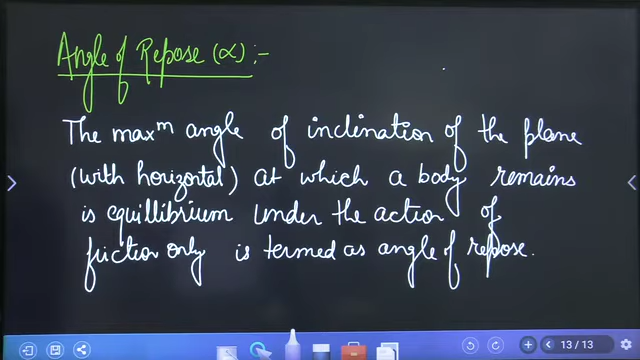 Angle of Repose (α) :-
The maxᵐ angle of inclination of the plane
(with horizontal) at which a body remains
is equillibrium under the action of
friction only is termed as angle of repose.
13 / 13